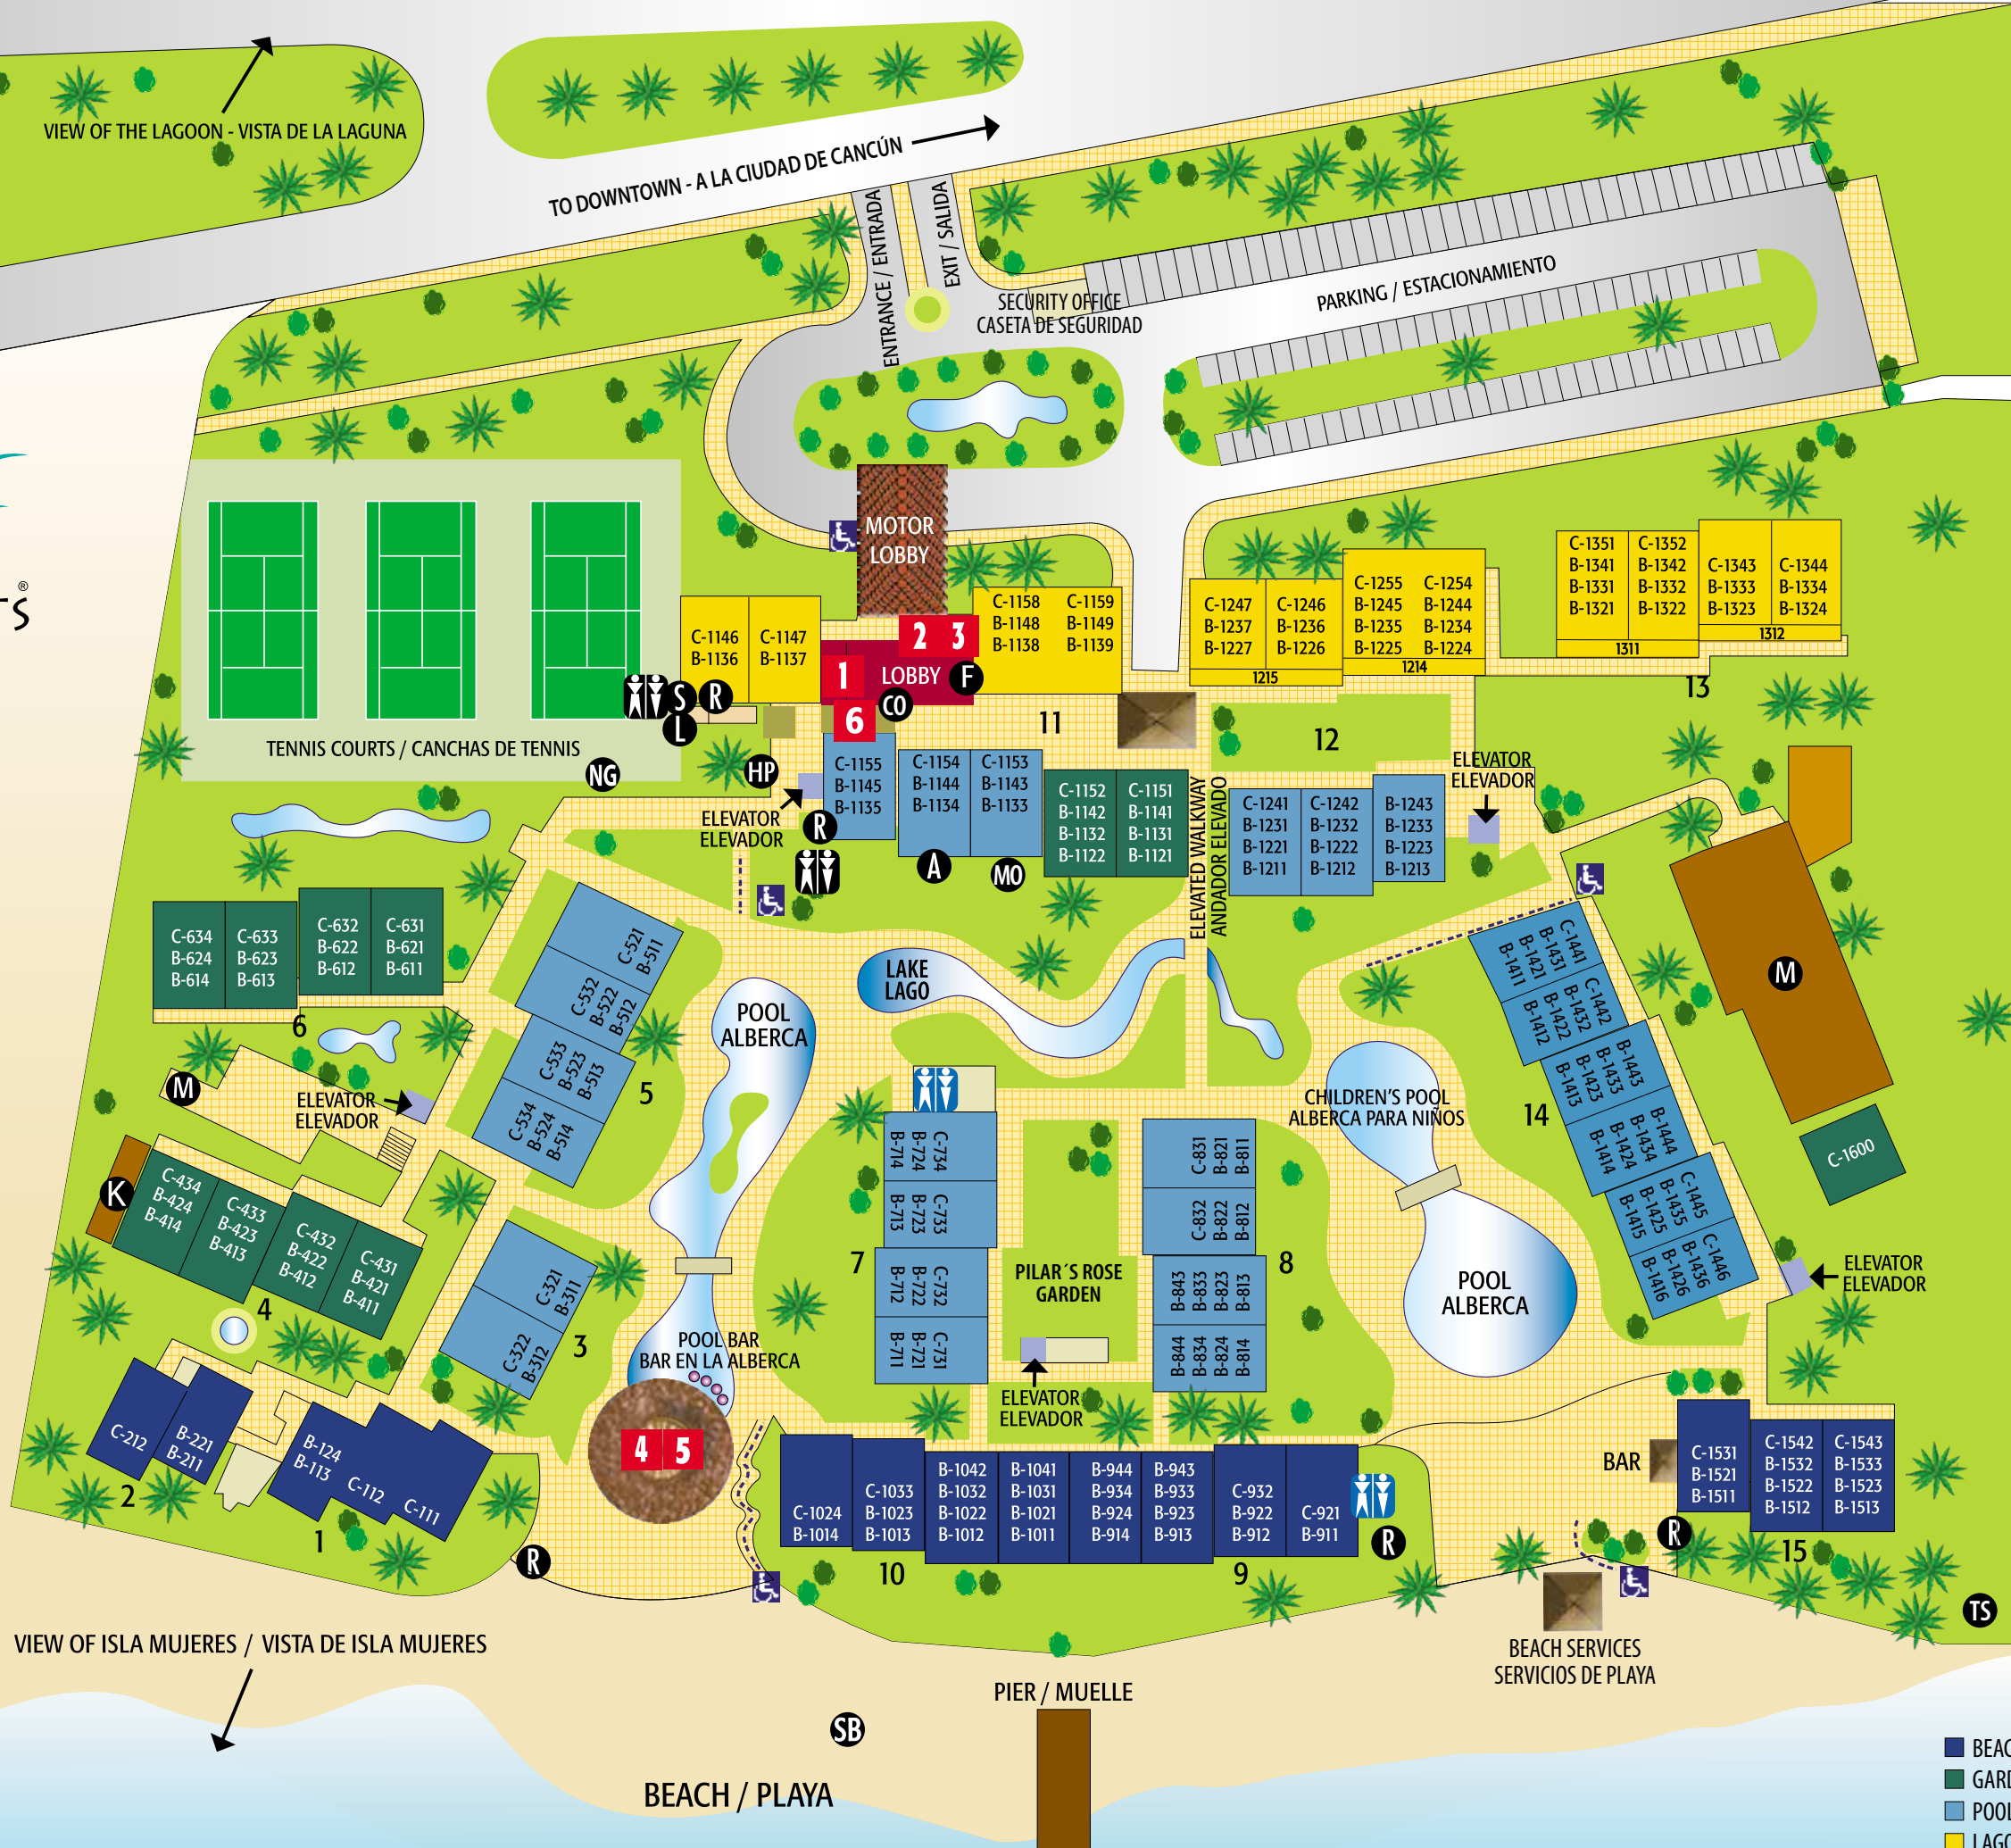 VIEW OF THE LAGOON - VISTA DE LA LAGUNA
TO DOWNTOWN - A LA CIUDAD DE CANCÚN
ENTRANCE / ENTRADA
EXIT / SALIDA
SECURITY OFFICE
CASETA DE SEGURIDAD
PARKING / ESTACIONAMIENTO
®
MOTOR
LOBBY
TENNIS COURTS / CANCHAS DE TENNIS
C-1146
B-1136
C-1147
B-1137
1
2
3
LOBBY
F
CO
6
S
R
L
C-1158
B-1148
B-1138
C-1159
B-1149
B-1139
11
C-1247
B-1237
B-1227
C-1246
B-1236
B-1226
1215
C-1255
B-1245
B-1235
B-1225
C-1254
B-1244
B-1234
B-1224
1214
C-1351
B-1341
B-1331
B-1321
C-1352
B-1342
B-1332
B-1322
1311
C-1343
B-1333
B-1323
C-1344
B-1334
B-1324
1312
13
12
NG
HP
ELEVATOR
ELEVADOR
R
C-1155
B-1145
B-1135
C-1154
B-1144
B-1134
C-1153
B-1143
B-1133
C-1152
B-1142
B-1132
B-1122
C-1151
B-1141
B-1131
B-1121
A
MO
ELEVATED WALKWAY
ANDADOR ELEVADO
C-1241
B-1231
B-1221
B-1211
C-1242
B-1232
B-1222
B-1212
B-1243
B-1233
B-1223
B-1213
ELEVATOR
ELEVADOR
C-634
B-624
B-614
C-633
B-623
B-613
C-632
B-622
B-612
C-631
B-621
B-611
6
C-521
B-511
C-532
B-522
B-512
C-533
B-523
B-513
C-534
B-524
B-514
5
POOL
ALBERCA
LAKE
LAGO
M
ELEVATOR
ELEVADOR
K
C-434
B-424
B-414
C-433
B-423
B-413
C-432
B-422
B-412
C-431
B-421
B-411
4
C-321
B-311
C-322
B-312
3
C-212
B-221
B-211
2
B-124
B-113
C-112
C-111
1
R
POOL BAR
BAR EN LA ALBERCA
4
5
C-734
B-724
B-714
C-733
B-723
B-713
C-732
B-722
B-712
C-731
B-721
B-711
7
PILAR´S ROSE
GARDEN
ELEVATOR
ELEVADOR
C-831
B-821
B-811
C-832
B-822
B-812
B-843
B-833
B-823
B-813
B-844
B-834
B-824
B-814
8
CHILDREN'S POOL
ALBERCA PARA NIÑOS
POOL
ALBERCA
14
C-1441
B-1431
B-1421
B-1411
C-1442
B-1432
B-1422
B-1412
B-1443
B-1433
B-1423
B-1413
B-1444
B-1434
B-1424
B-1414
C-1445
B-1435
B-1425
B-1415
C-1446
B-1436
B-1426
B-1416
M
C-1600
ELEVATOR
ELEVADOR
C-1024
B-1014
C-1033
B-1023
B-1013
B-1042
B-1032
B-1022
B-1012
B-1041
B-1031
B-1021
B-1011
B-944
B-934
B-924
B-914
B-943
B-933
B-923
B-913
C-932
B-922
B-912
C-921
B-911
10
9
R
BAR
C-1531
B-1521
B-1511
C-1542
B-1532
B-1522
B-1512
C-1543
B-1533
B-1523
B-1513
R
15
TS
BEACH SERVICES
SERVICIOS DE PLAYA
VIEW OF ISLA MUJERES / VISTA DE ISLA MUJERES
PIER / MUELLE
SB
BEACH / PLAYA
BEAC
GARD
POOL